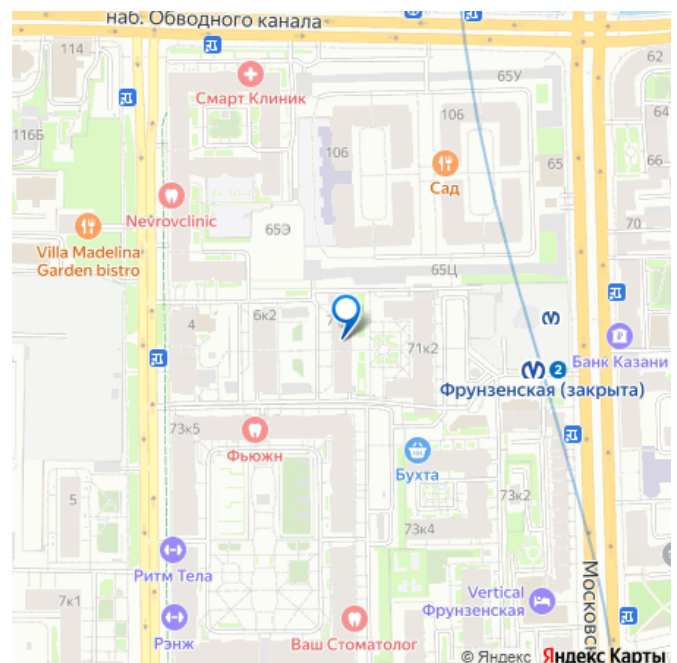 наб. Обводного канала
114
62
65У
Смарт Клиник
106
64
116Б
106
65
66
Сад
Nevrovclinic
70
65Э
Villa Madelina
Garden bistro
65Ц
6к2
4
71к2
Банк Казани
2
Фрунзенская (закрыта)
73к5
Фьюжн
Бухта
5
73к2
73к4
Ритм Тела
7к1
Vertical
Фрунзенская
Рэнж
Ваш Стоматолог
Московск
© Яндекс Яндекс Карты